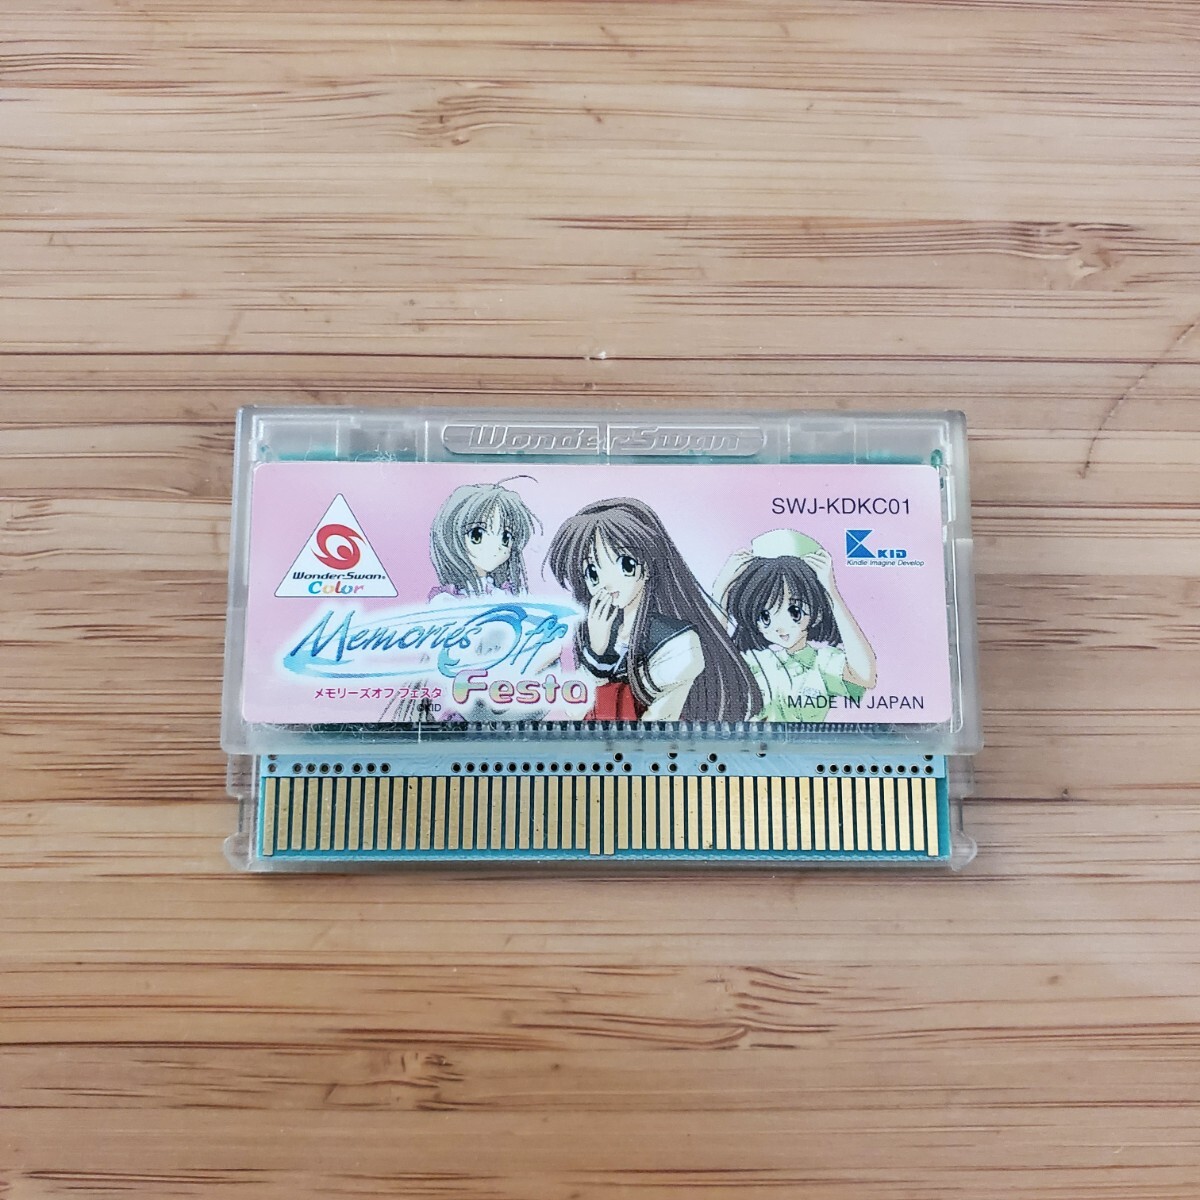 WonderSwan
SWJ-KDKC01
KID
Kindle Imagine Develop
WonderSwan
Color
Memories Off
メモリーズオフ フェスタ
Festa
©KID
MADE IN JAPAN